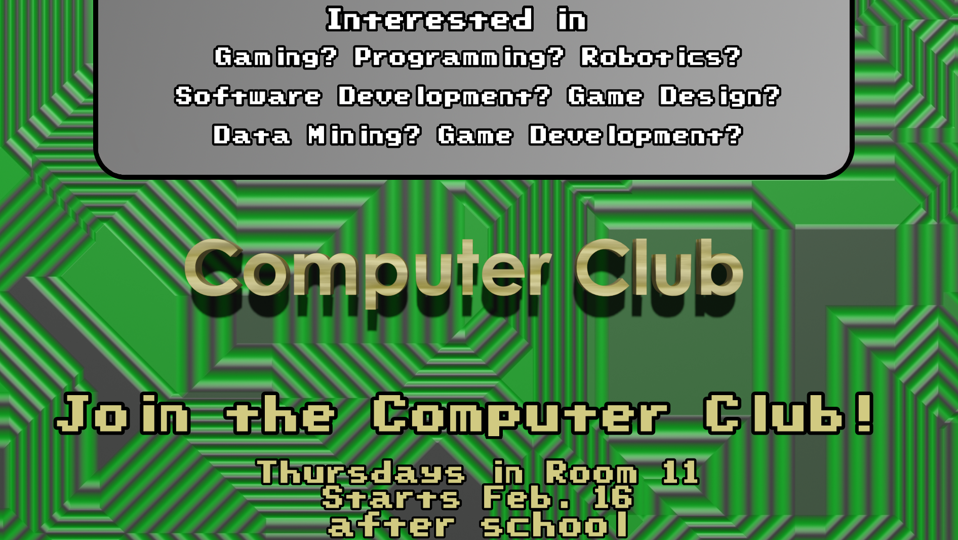 Interested in
Gaming? Programming? Robotics?
Software Development? Game Design?
Data Mining? Game Development?
Computer Club
Join the Computer Club!
Thursdays in Room 11
Starts Feb. 16
after school